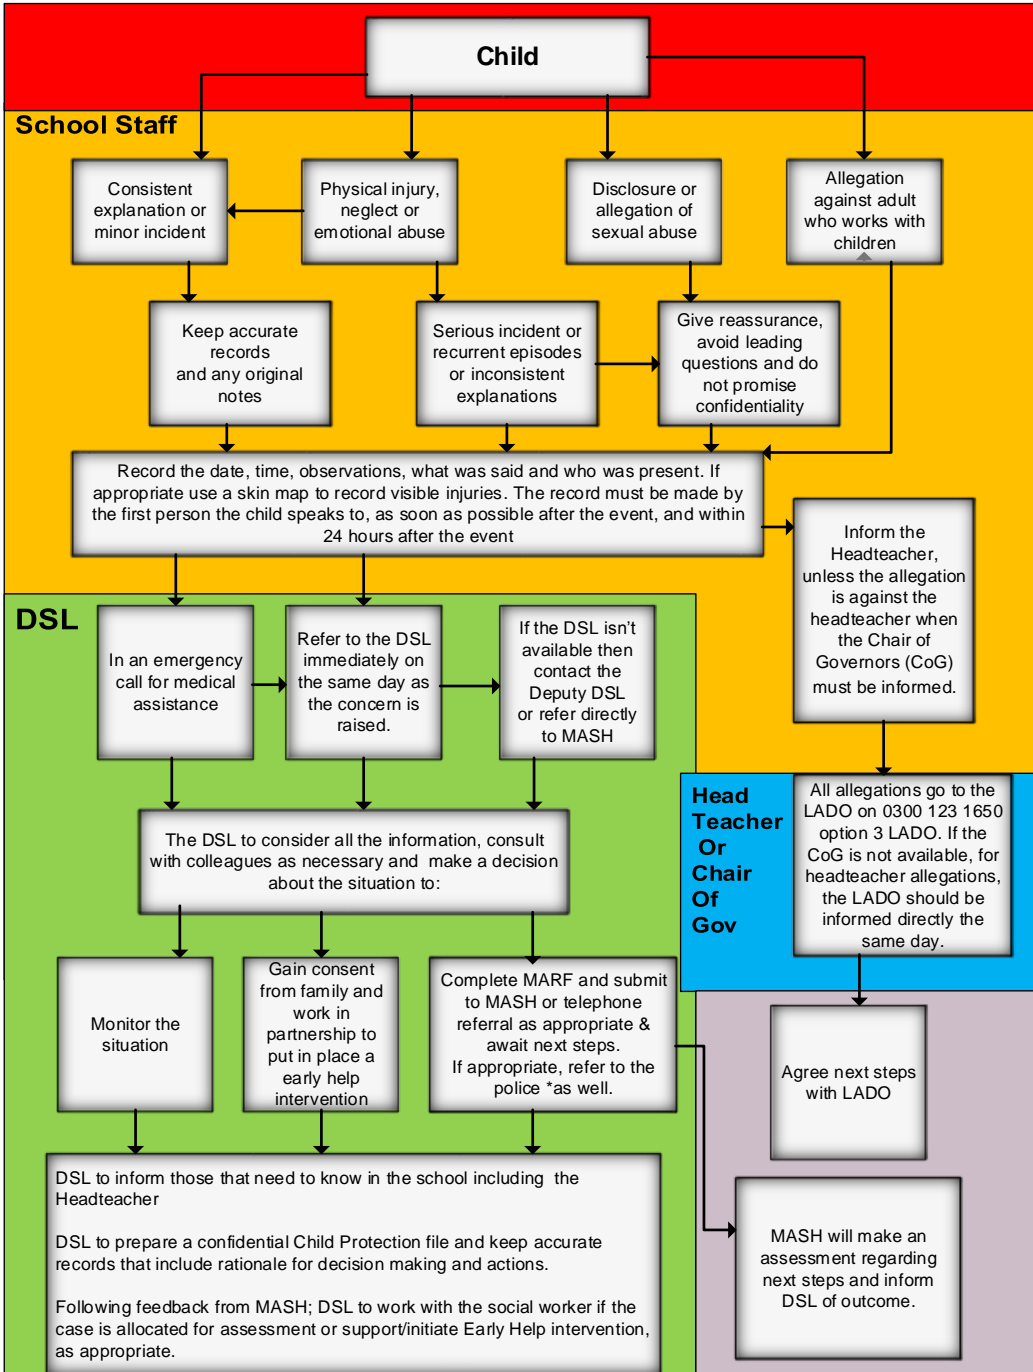 Child
School Staff
Consistent
explanation or
minor incident
Physical injury,
neglect or
emotional abuse
Disclosure or
allegation of
sexual abuse
Allegation
against adult
who works with
children
Keep accurate
records
and any original
notes
Serious incident or
recurrent episodes
or inconsistent
explanations
Give reassurance,
avoid leading
questions and do
not promise
confidentiality
Record the date, time, observations, what was said and who was present. If
appropriate use a skin map to record visible injuries. The record must be made by
the first person the child speaks to, as soon as possible after the event, and within
24 hours after the event
Inform the
Headteacher,
unless the allegation
is against the
headteacher when
the Chair of
Governors (CoG)
must be informed.
DSL
In an emergency
call for medical
assistance
Refer to the DSL
immediately on
the same day as
the concern is
raised.
If the DSL isn't
available then
contact the
Deputy DSL
or refer directly
to MASH
Head
Teacher
Or
Chair
Of
Gov
All allegations go to the
LADO on 0300 123 1650
option 3 LADO. If the
CoG is not available, for
headteacher allegations,
the LADO should be
informed directly the
same day.
The DSL to consider all the information, consult
with colleagues as necessary and make a decision
about the situation to:
Monitor the
situation
Gain consent
from family and
work in
partnership to
put in place a
early help
intervention
Complete MARF and submit
to MASH or telephone
referral as appropriate &
await next steps.
If appropriate, refer to the
police *as well.
Agree next steps
with LADO
DSL to inform those that need to know in the school including the
Headteacher
DSL to prepare a confidential Child Protection file and keep accurate
records that include rationale for decision making and actions.
Following feedback from MASH; DSL to work with the social worker if the
case is allocated for assessment or support/initiate Early Help intervention,
as appropriate.
MASH will make an
assessment regarding
next steps and inform
DSL of outcome.